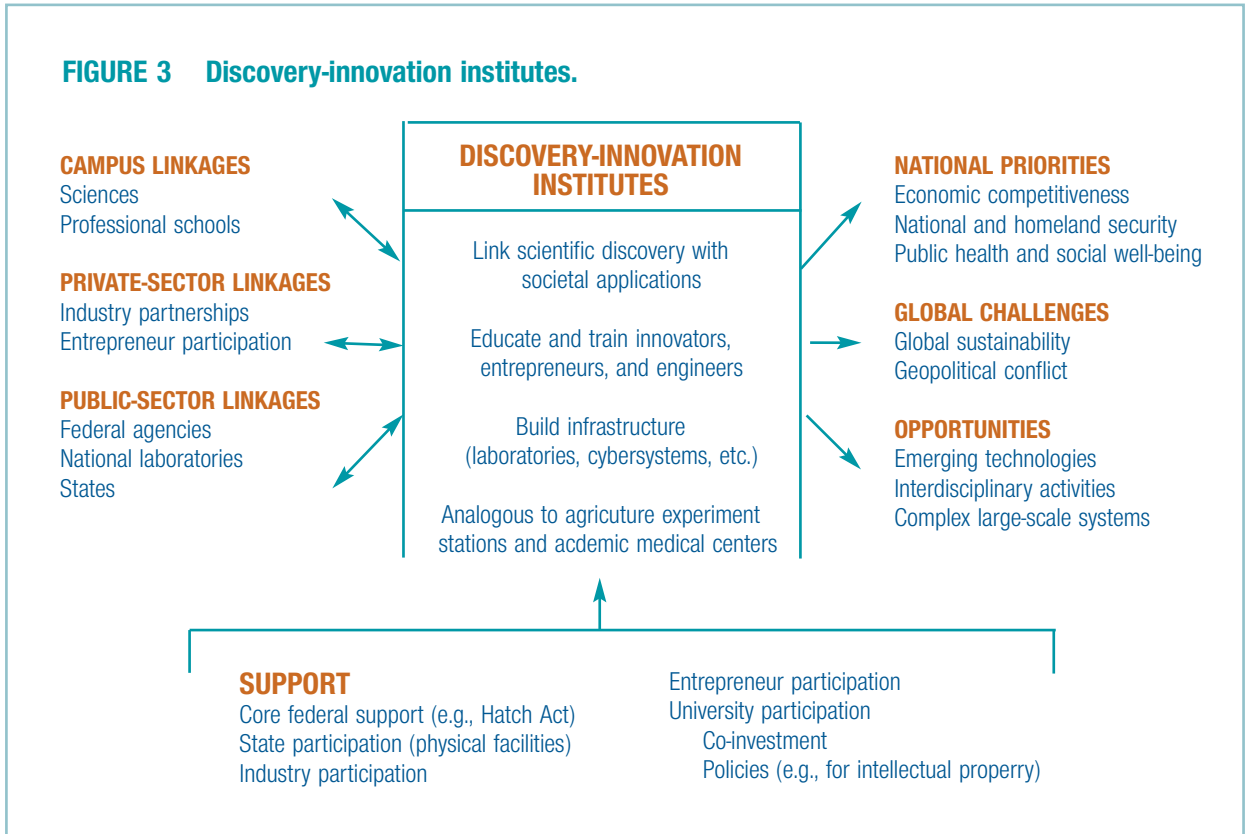 FIGURE 3 Discovery-innovation institutes.
CAMPUS LINKAGES
Sciences
Professional schools
PRIVATE-SECTOR LINKAGES
Industry partnerships
Entrepreneur participation
PUBLIC-SECTOR LINKAGES
Federal agencies
National laboratories
States
DISCOVERY-INNOVATION
INSTITUTES
Link scientific discovery with
societal applications
Educate and train innovators,
entrepreneurs, and engineers
Build infrastructure
(laboratories, cybersystems, etc.)
Analogous to agricuture experiment
stations and acdemic medical centers
NATIONAL PRIORITIES
Economic competitiveness
National and homeland security
Public health and social well-being
GLOBAL CHALLENGES
Global sustainability
Geopolitical conflict
OPPORTUNITIES
Emerging technologies
Interdisciplinary activities
Complex large-scale systems
SUPPORT
Core federal support (e.g., Hatch Act)
State participation (physical facilities)
Industry participation
Entrepreneur participation
University participation
Co-investment
Policies (e.g., for intellectual properry)